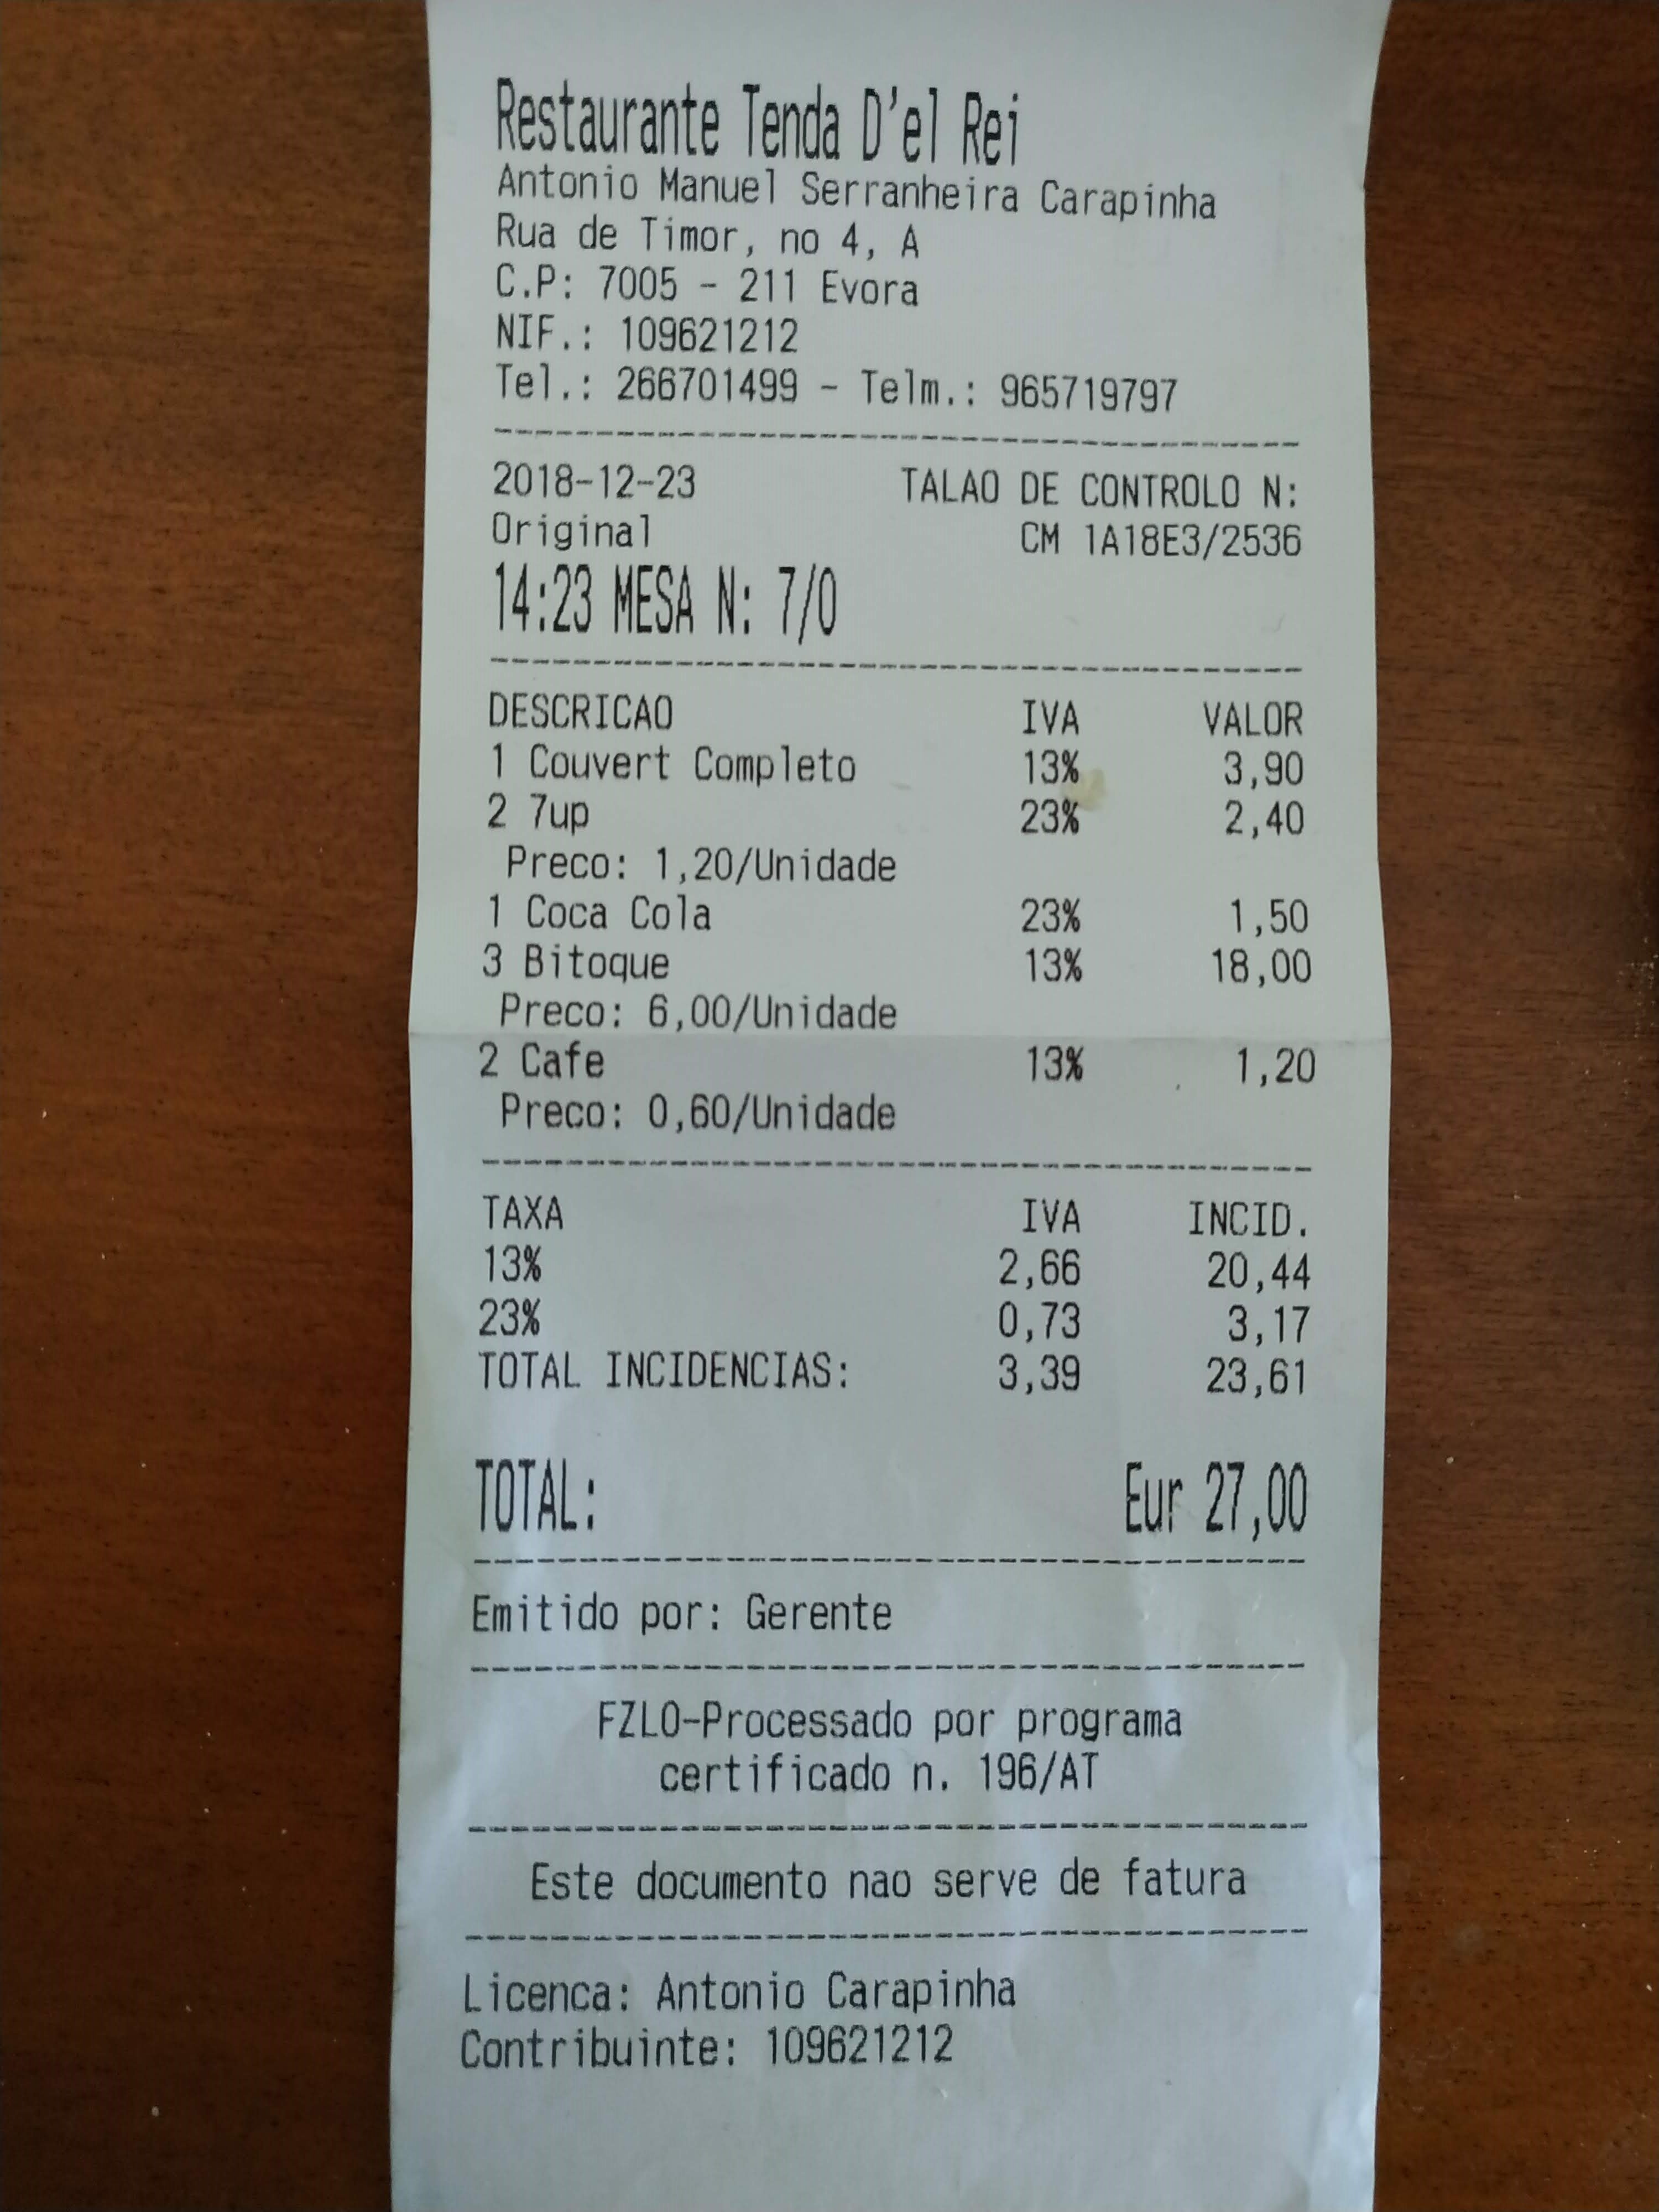 Restaurante Tenda D'el Rei
Antonio Manuel Serranheira Carapinha
Rua de Timor, no 4, A
C.P: 7005 - 211 Evora
NIF.: 109621212
Tel.: 266701499 - Telm.: 965719797
2018-12-23 TALAO DE CONTROLO N:
Original CM 1A18E3/2536
14:23 MESA N: 7/0
DESCRICAO IVA VALOR
1 Couvert Completo 13% 3,90
2 7up 23% 2,40
Preco: 1,20/Unidade
1 Coca Cola 23% 1,50
3 Bitoque 13% 18,00
Preco: 6,00/Unidade
2 Cafe 13% 1,20
Preco: 0,60/Unidade
TAXA IVA INCID.
13% 2,66 20,44
23% 0,73 3,17
TOTAL INCIDENCIAS: 3,39 23,61
TOTAL: Eur 27,00
Emitido por: Gerente
FZLO-Processado por programa
certificado n. 196/AT
Este documento nao serve de fatura
Licenca: Antonio Carapinha
Contribuinte: 109621212